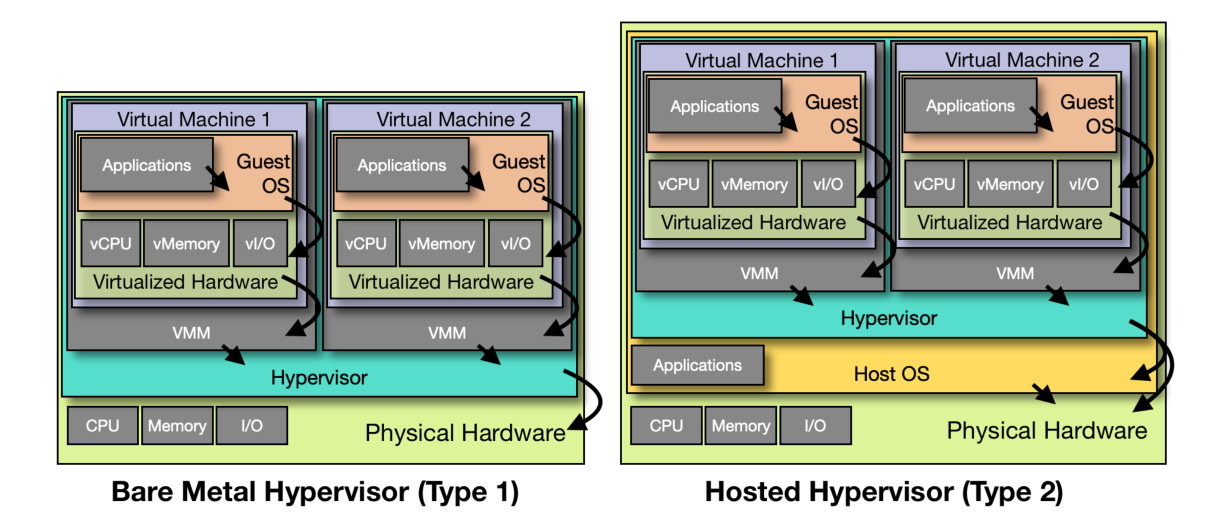 Virtual Machine 1
Virtual Machine 2
Applications
Guest
OS
Applications
Guest
OS
vCPU
vMemory
vI/O
vCPU
vMemory
vI/O
Virtualized Hardware
Virtualized Hardware
VMM
VMM
Hypervisor
CPU
Memory
I/O
Physical Hardware
Bare Metal Hypervisor (Type 1)
Virtual Machine 1
Virtual Machine 2
Applications
Guest
OS
Applications
Guest
OS
vCPU
vMemory
vI/O
vCPU
vMemory
vI/O
Virtualized Hardware
Virtualized Hardware
VMM
VMM
Hypervisor
Applications
Host OS
CPU
Memory
I/O
Physical Hardware
Hosted Hypervisor (Type 2)